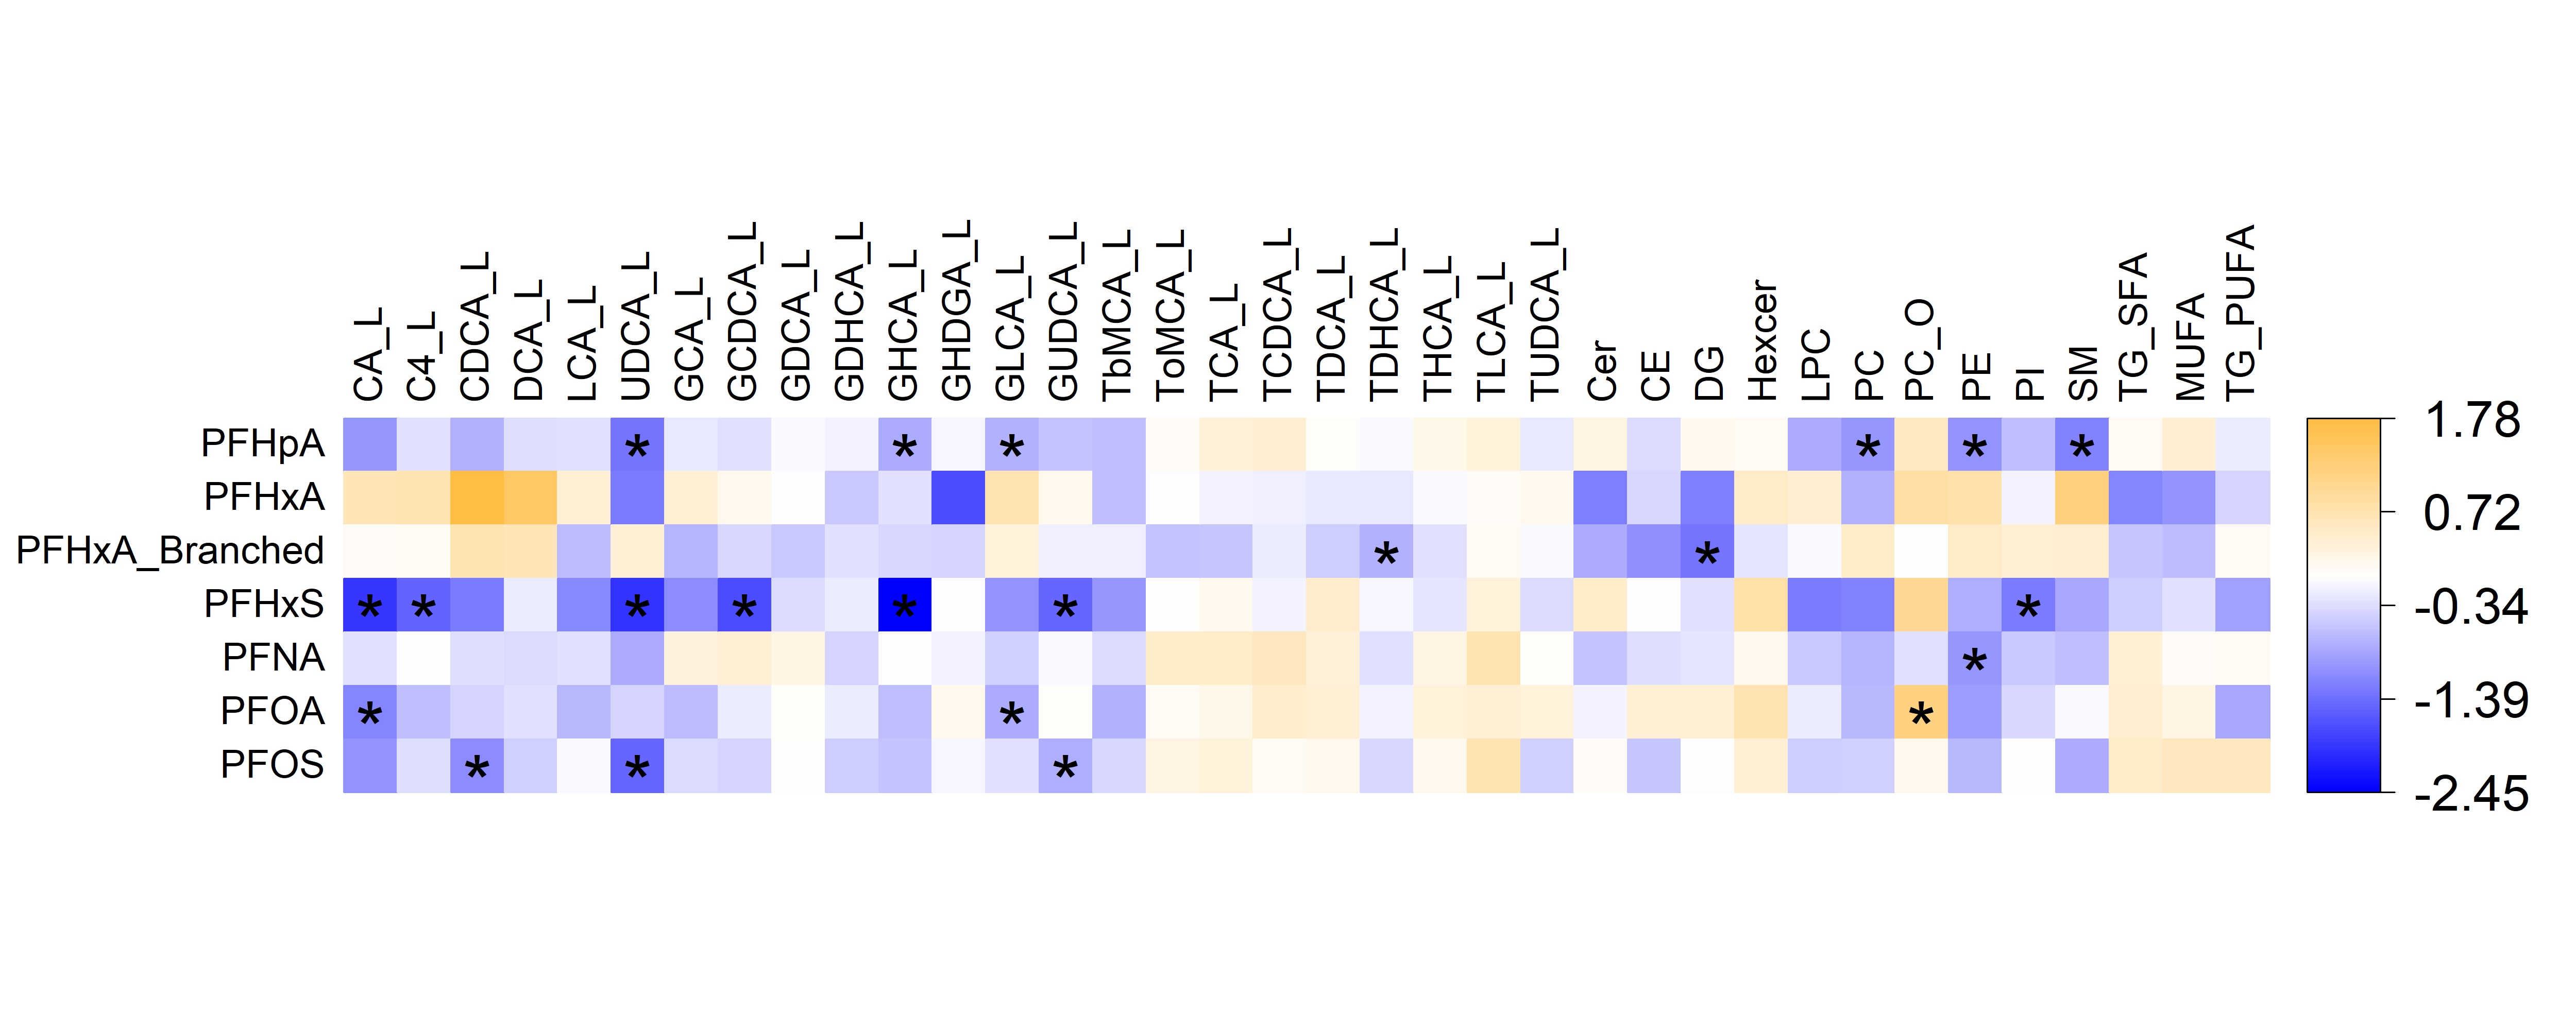 CA_L
C4_L
CDCA_L
DCA_L
LCA_L
UDCA_L
GCA_L
GCDCA_L
GDCA_L
GDHCA_L
GHCA_L
GHDGA_L
GLCA_L
GUDCA_L
TbMCA_L
ToMCA_L
TCA_L
TCDCA_L
TDCA_L
TDHCA_L
THCA_L
TLCA_L
TUDCA_L
Cer
CE
DG
Hexcer
LPC
PC
PC_O
PE
PI
SM
TG_SFA
MUFA
TG_PUFA
PFHpA * * * * * *
PFHxA
PFHxA_Branched * *
PFHxS * * * * * * *
PFNA *
PFOA * * *
PFOS * * *
1.78
0.72
-0.34
-1.39
-2.45